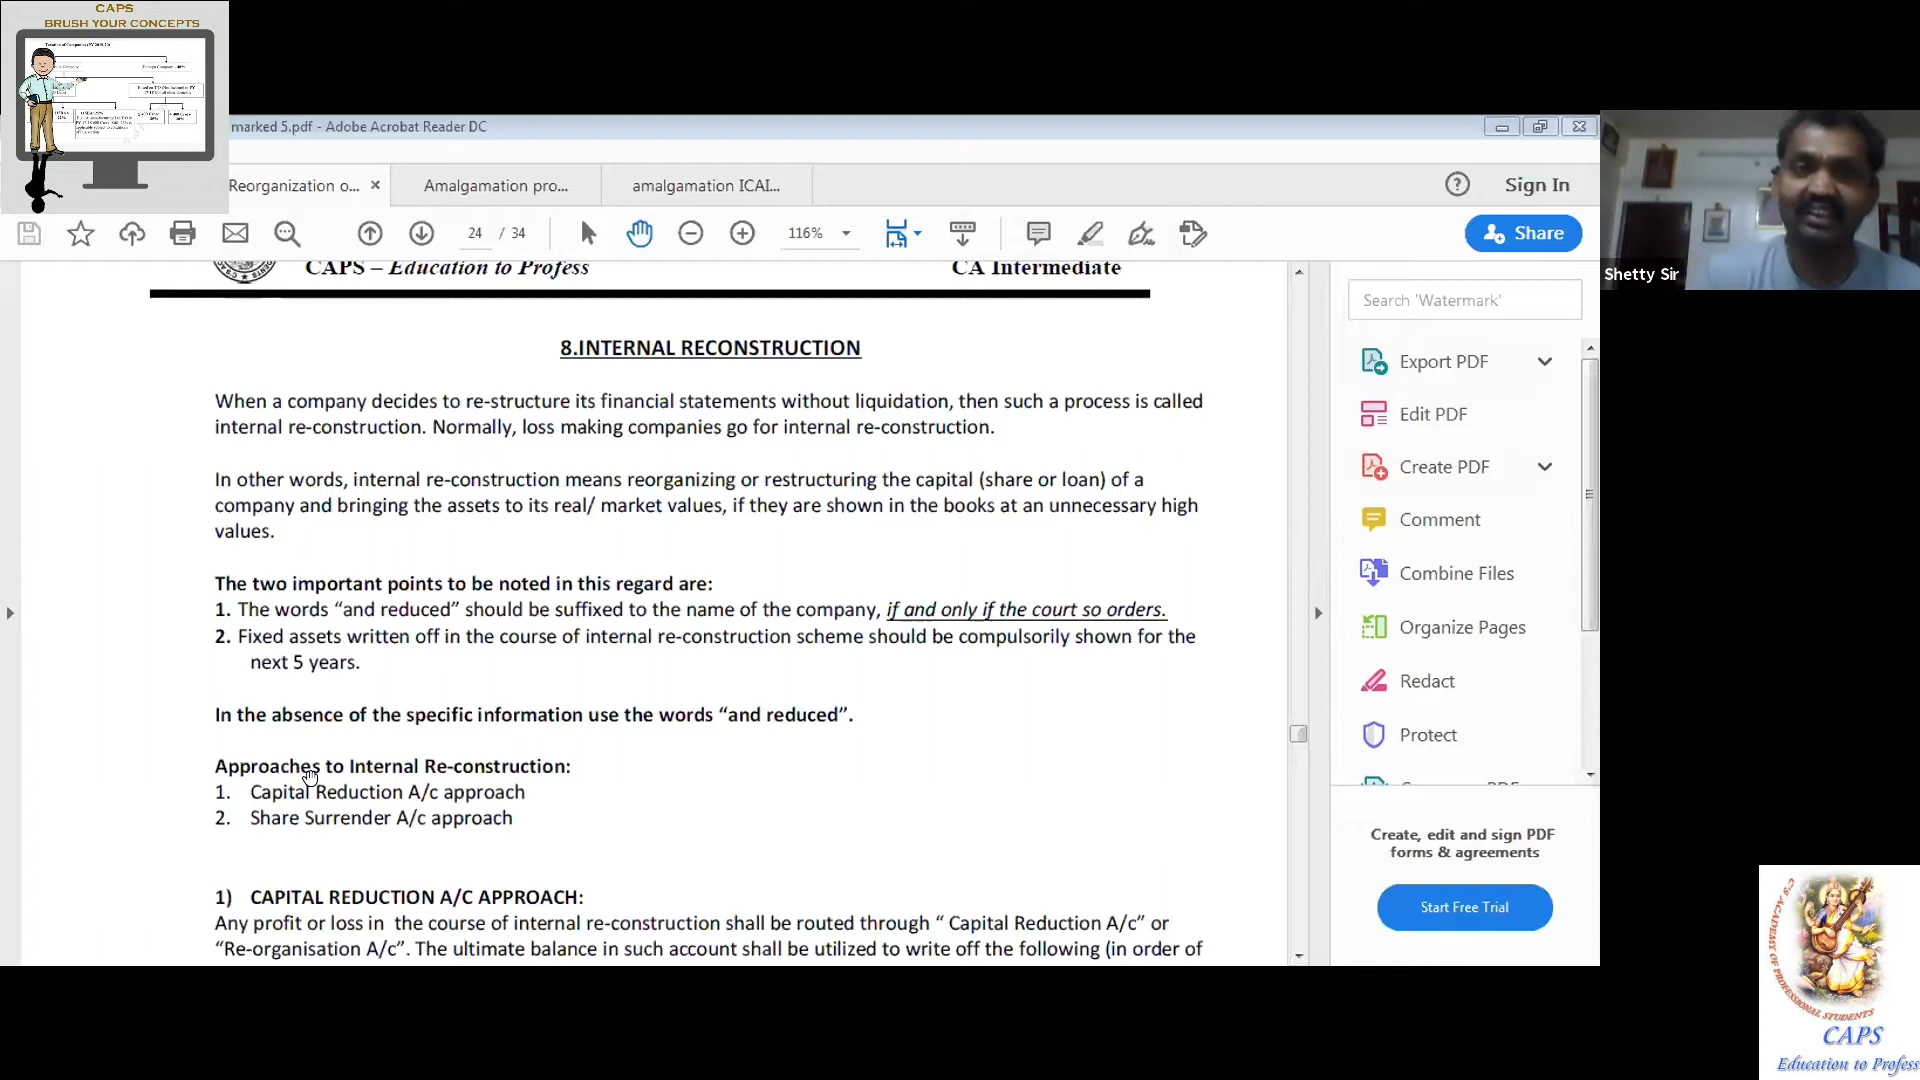 CAPS
BRUSH YOUR CONCEPTS
marked 5.pdf - Adobe Acrobat Reader DC
Reorganization o...
Amalgamation pro...
amalgamation ICAI...
Sign In
24 / 34
116%
Share
CAPS – Education to Profess
CA Intermediate
Shetty Sir
Search 'Watermark'
8.INTERNAL RECONSTRUCTION
When a company decides to re-structure its financial statements without liquidation, then such a process is called
internal re-construction. Normally, loss making companies go for internal re-construction.
In other words, internal re-construction means reorganizing or restructuring the capital (share or loan) of a
company and bringing the assets to its real/ market values, if they are shown in the books at an unnecessary high
values.
The two important points to be noted in this regard are:
1. The words “and reduced” should be suffixed to the name of the company, if and only if the court so orders.
2. Fixed assets written off in the course of internal re-construction scheme should be compulsorily shown for the
next 5 years.
In the absence of the specific information use the words “and reduced”.
Approaches to Internal Re-construction:
1. Capital Reduction A/c approach
2. Share Surrender A/c approach
1) CAPITAL REDUCTION A/C APPROACH:
Any profit or loss in the course of internal re-construction shall be routed through “ Capital Reduction A/c” or
“Re-organisation A/c”. The ultimate balance in such account shall be utilized to write off the following (in order of
Export PDF
Edit PDF
Create PDF
Comment
Combine Files
Organize Pages
Redact
Protect
Create, edit and sign PDF
forms & agreements
Start Free Trial
C's ACADEMY OF PROFESSIONAL STUDENTS
CAPS
Education to Profess